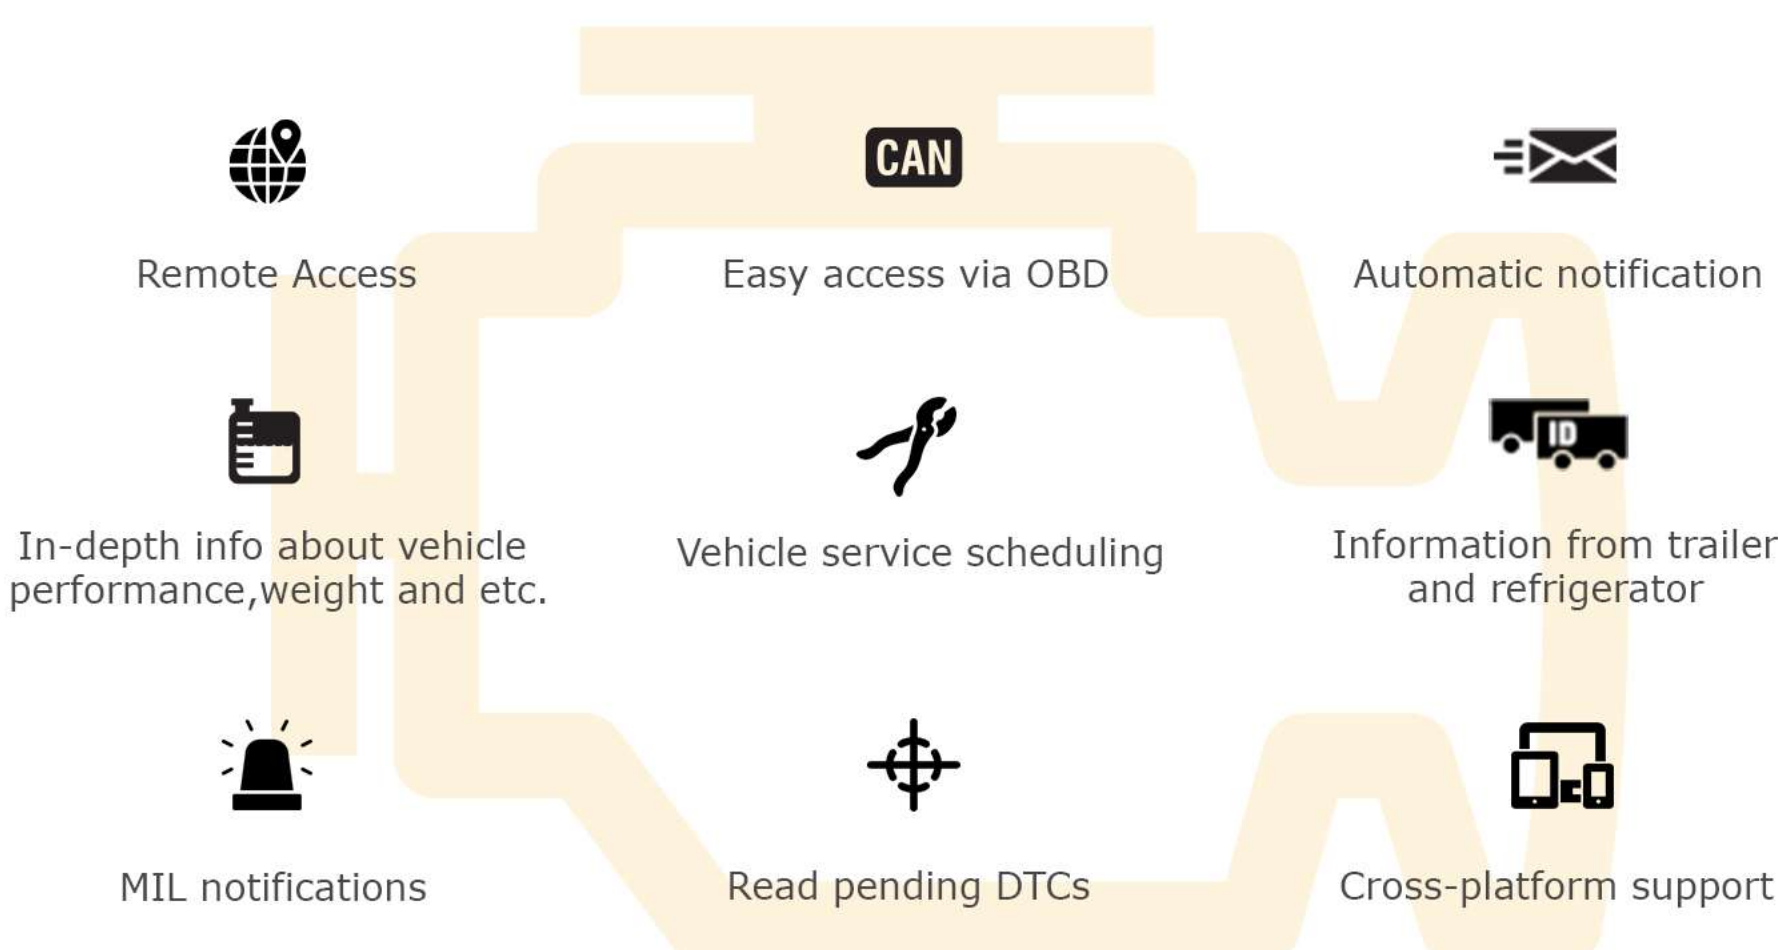 CAN
Remote Access
Easy access via OBD
Automatic notification
ID
In-depth info about vehicle
performance,weight and etc.
Vehicle service scheduling
Information from trailer
and refrigerator
MIL notifications
Read pending DTCs
Cross-platform support